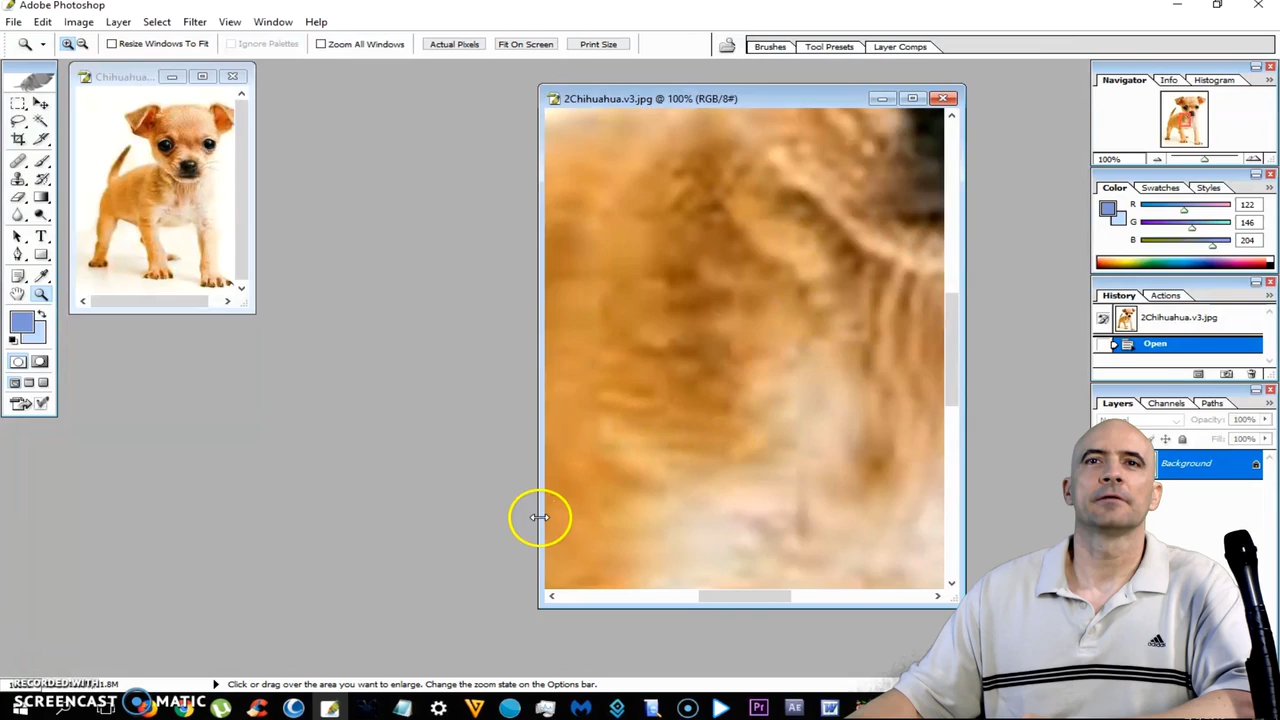 Adobe Photoshop
File Edit Image Layer Select Filter View Window Help
Resize Windows To Fit Ignore Palettes Zoom All Windows Actual Pixels Fit On Screen Print Size Brushes Tool Presets Layer Comps
Chihuahua...
2Chihuahua.v3.jpg @ 100% (RGB/8#)
Navigator Info Histogram
100%
Color Swatches Styles
R 122
G 146
B 204
History Actions
2Chihuahua.v3.jpg
Open
Layers Channels Paths
Opacity: 100%
Fill: 100%
Background
Click or drag over the area you want to enlarge. Change the zoom state on the Options bar.
RECORDED WITH
SCREENCAST MATIC